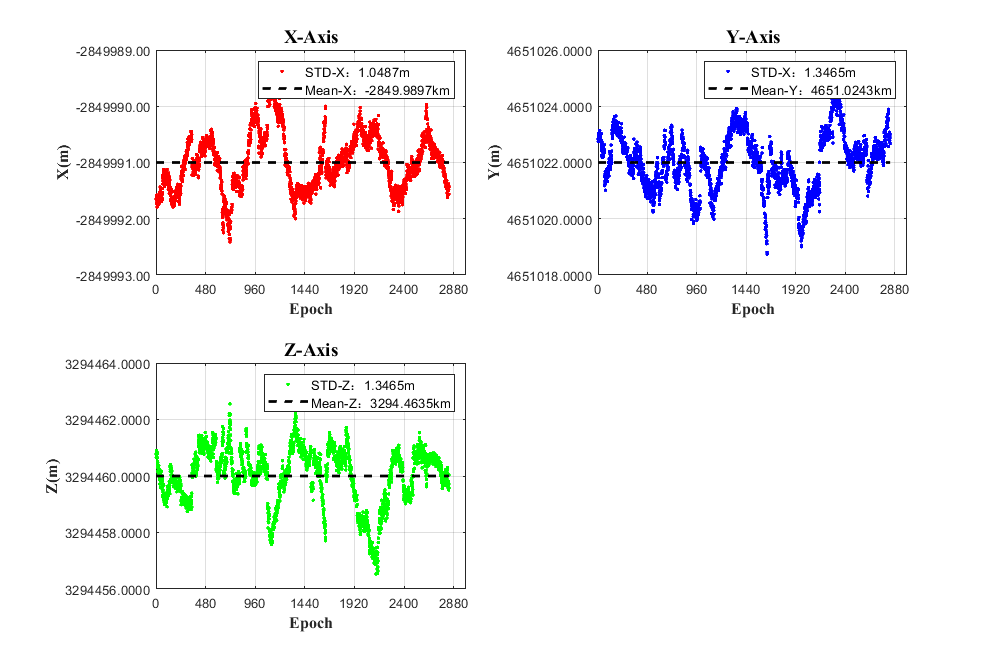 X-Axis
-2849989.00
-2849990.00
-2849991.00
-2849992.00
-2849993.00
X(m)
STD-X：1.0487m
Mean-X：-2849.9897km
0 480 960 1440 1920 2400 2880
Epoch
Y-Axis
4651026.0000
4651024.0000
4651022.0000
4651020.0000
4651018.0000
Y(m)
STD-Y：1.3465m
Mean-Y：4651.0243km
0 480 960 1440 1920 2400 2880
Epoch
Z-Axis
3294464.0000
3294462.0000
3294460.0000
3294458.0000
3294456.0000
Z(m)
STD-Z：1.3465m
Mean-Z：3294.4635km
0 480 960 1440 1920 2400 2880
Epoch